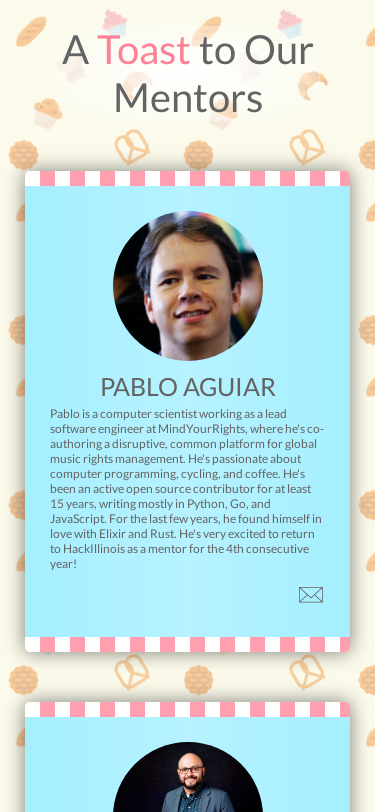 A Toast to Our
Mentors
PABLO AGUIAR
Pablo is a computer scientist working as a lead
software engineer at MindYourRights, where he's co-
authoring a disruptive, common platform for global
music rights management. He's passionate about
computer programming, cycling, and coffee. He's
been an active open source contributor for at least
15 years, writing mostly in Python, Go, and
JavaScript. For the last few years, he found himself in
love with Elixir and Rust. He's very excited to return
to HackIllinois as a mentor for the 4th consecutive
year!